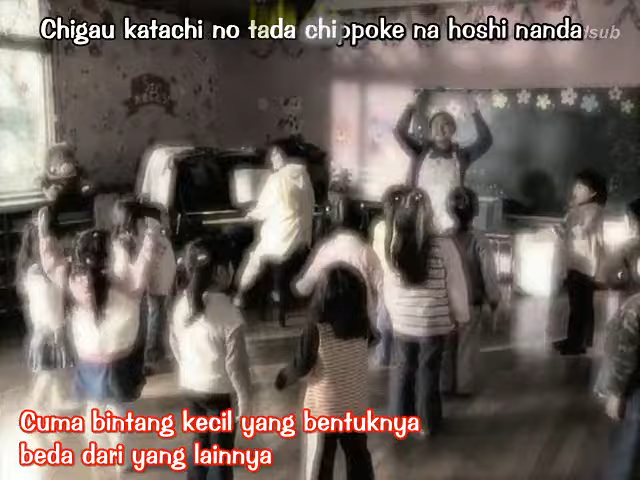 Chigau katachi no tada chippoke na hoshi nanda
Cuma bintang kecil yang bentuknya
beda dari yang lainnya